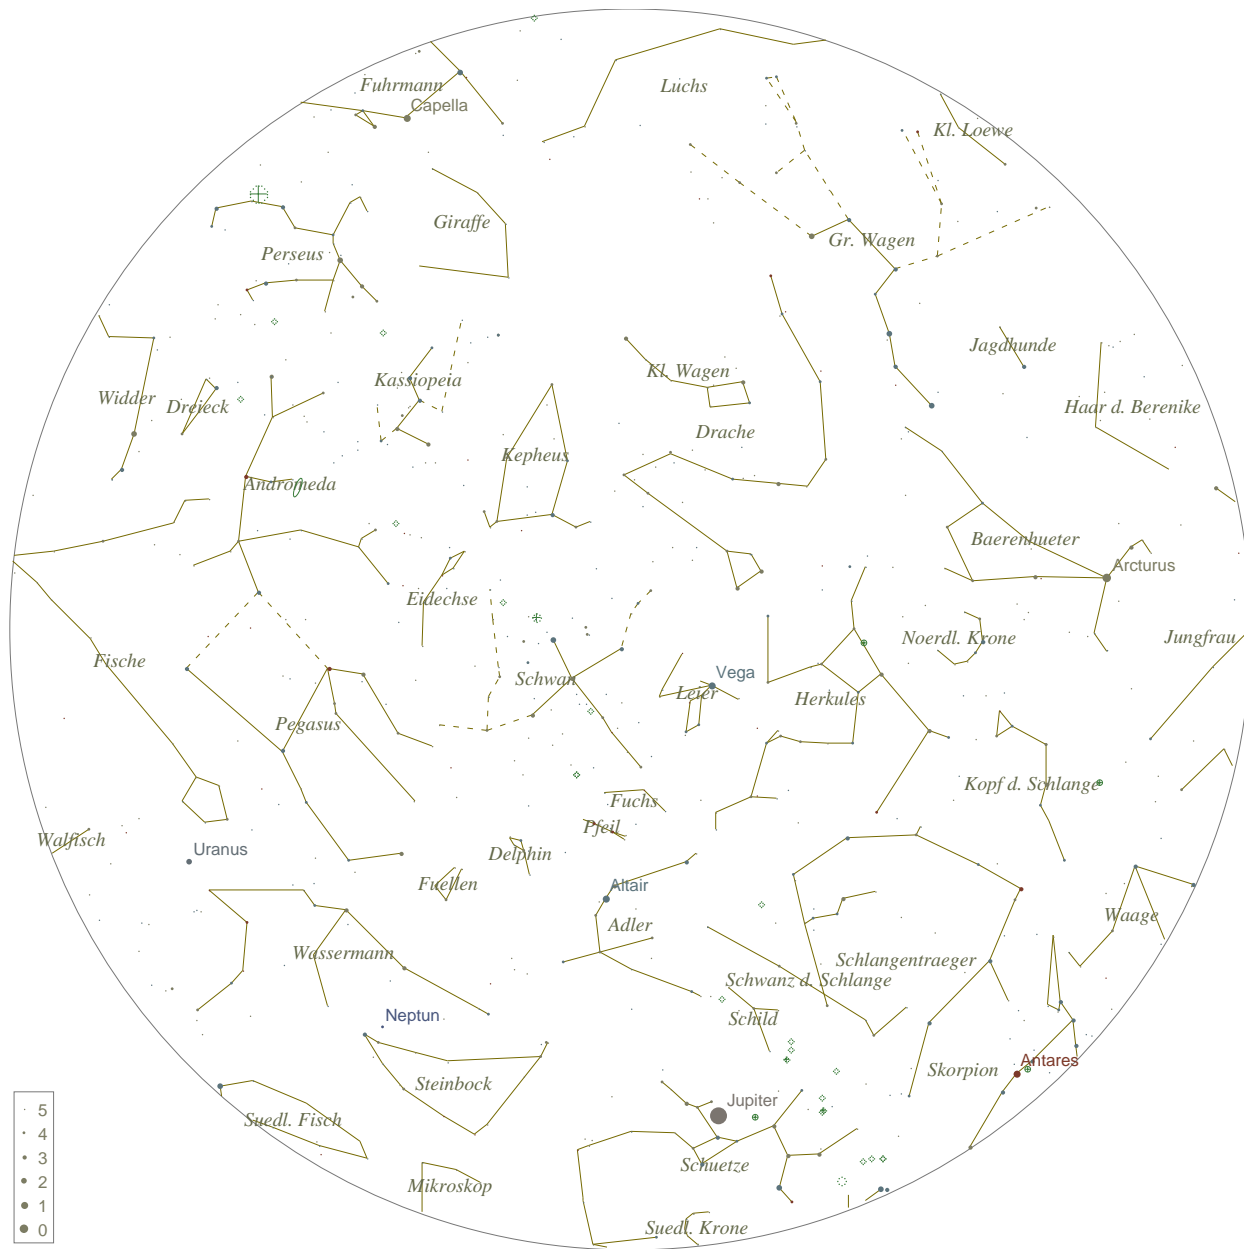 Fuhrmann
Capella
Luchs
Kl. Loewe
Giraffe
Gr. Wagen
Perseus
Jagdhunde
Kl. Wagen
Kassiopeia
Widder
Dreieck
Haar d. Berenike
Drache
Kepheus
Andromeda
Baerenhueter
Arcturus
Eidechse
Noerdl. Krone
Jungfrau
Fische
Schwan
Vega
Leier
Herkules
Pegasus
Kopf d. Schlange
Fuchs
Pfeil
Walfisch
Uranus
Delphin
Fuellen
Altair
Adler
Waage
Wassermann
Schlangentraeger
Schwanz d. Schlange
Neptun
Schild
Skorpion
Antares
Steinbock
Jupiter
Suedl. Fisch
Schuetze
Mikroskop
Suedl. Krone
5
4
3
2
1
0